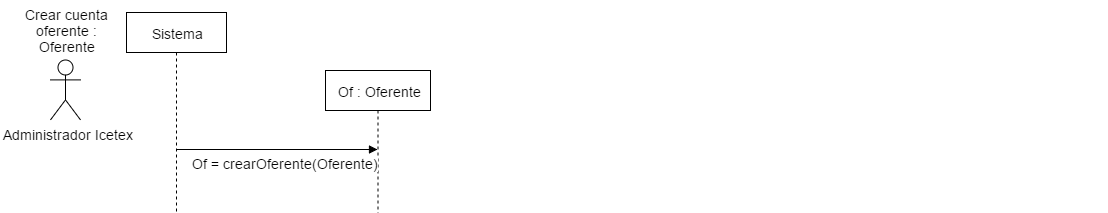 Crear cuenta
oferente :
Oferente
Sistema
Of : Oferente
Administrador Icetex
Of = crearOferente(Oferente)